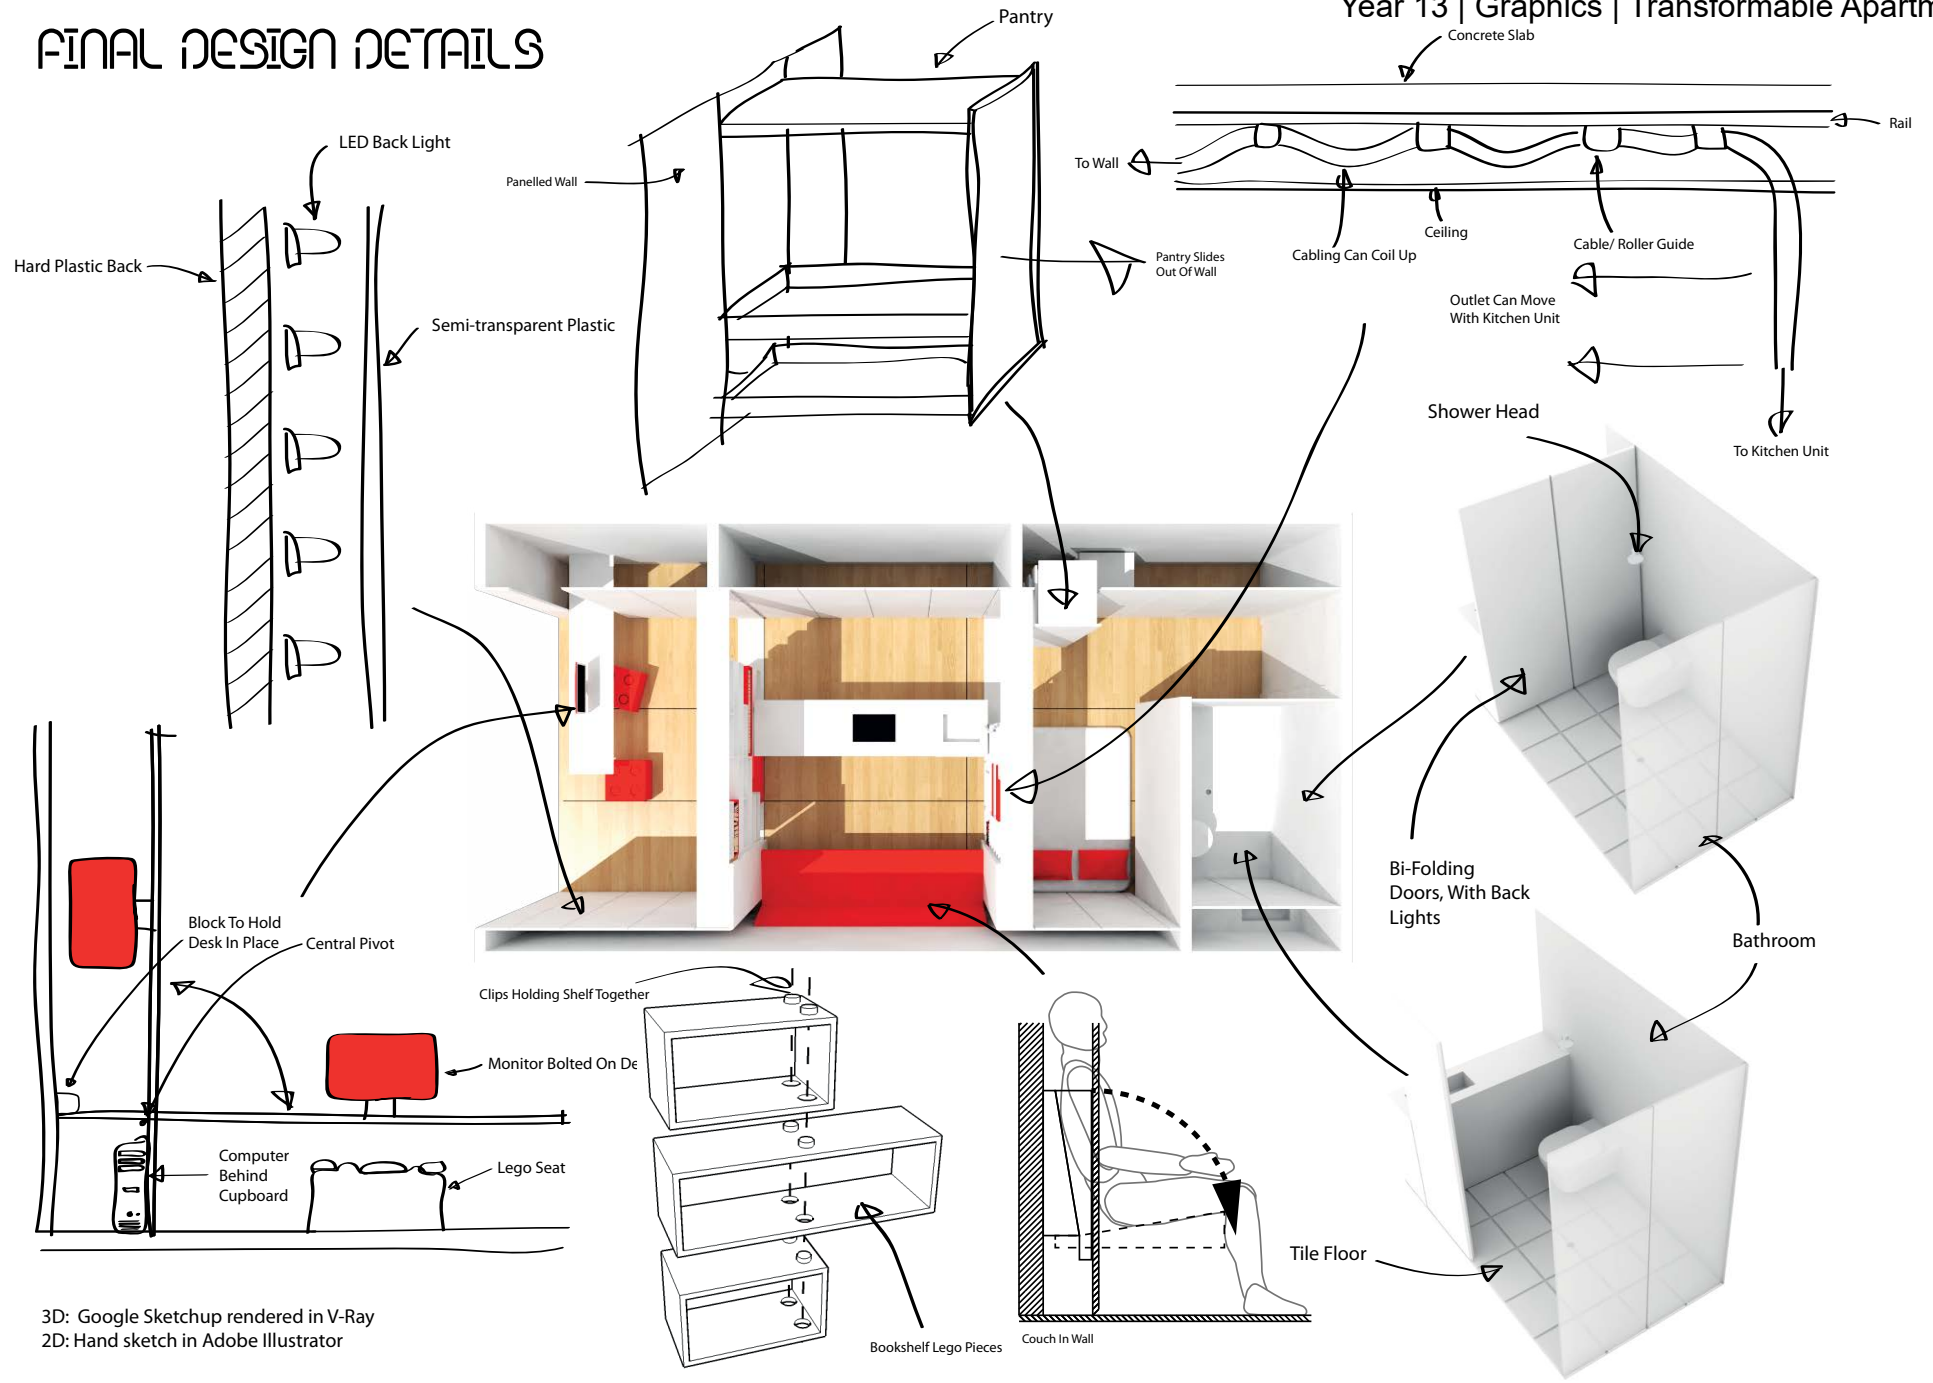 Year 13 | Graphics | Transformable Apartm
FINAL DESIGN DETAILS
Pantry
Concrete Slab
Rail
LED Back Light
Panelled Wall
To Wall
Hard Plastic Back
Pantry Slides
Out Of Wall
Ceiling
Cabling Can Coil Up
Cable/ Roller Guide
Outlet Can Move
With Kitchen Unit
Semi-transparent Plastic
Shower Head
To Kitchen Unit
Bi-Folding
Doors, With Back
Lights
Bathroom
Block To Hold
Desk In Place
Central Pivot
Clips Holding Shelf Together
Monitor Bolted On De
Computer
Behind
Cupboard
Lego Seat
Tile Floor
3D:  Google Sketchup rendered in V-Ray
2D: Hand sketch in Adobe Illustrator
Bookshelf Lego Pieces
Couch In Wall